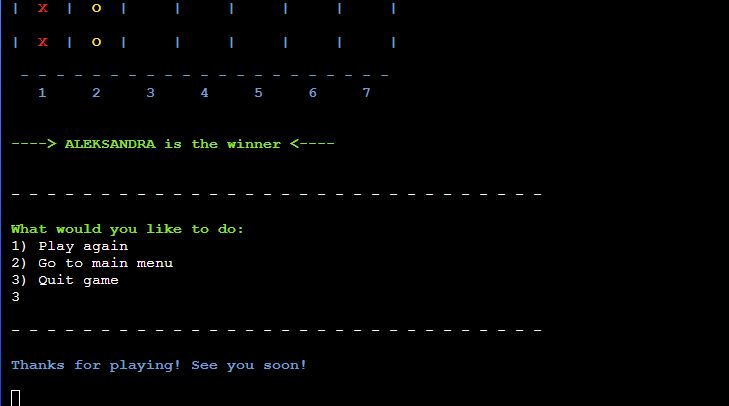 | X | O |     |     |     |     |     |
| X | O |     |     |     |     |     |
- - - - - - - - - - - - - - - - - - - - -
1 2 3 4 5 6 7
----> ALEKSANDRA is the winner <----
- - - - - - - - - - - - - - - - - - - - - - - - - - - - - -
What would you like to do:
1) Play again
2) Go to main menu
3) Quit game
3
- - - - - - - - - - - - - - - - - - - - - - - - - - - - - -
Thanks for playing! See you soon!